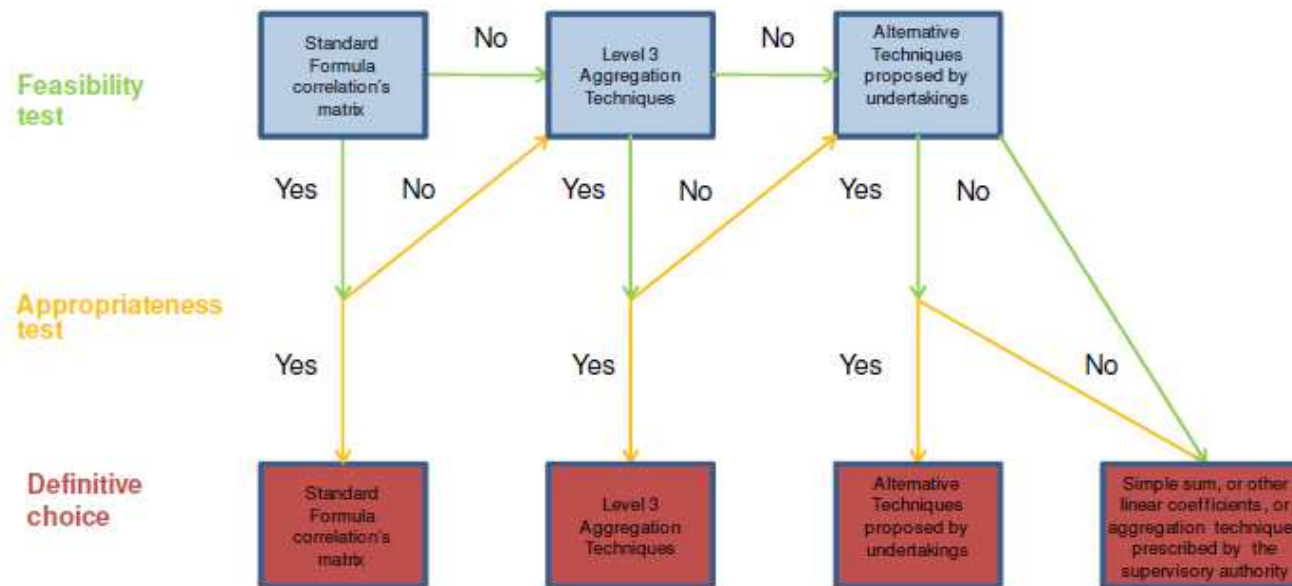 Standard
Formula
correlation's
matrix
No
Level 3
Aggregation
Techniques
No
Alternative
Techniques
proposed by
undertakings
Feasibility
test
Yes
No
Yes
No
Yes
No
Appropriateness
test
Yes
Yes
Yes
No
Definitive
choice
Standard
Formula
correlation's
matrix
Level 3
Aggregation
Techniques
Alternative
Techniques
proposed by
undertakings
Simple sum, or other
linear coefficients, or
aggregation technique
prescribed by the
supervisory authority